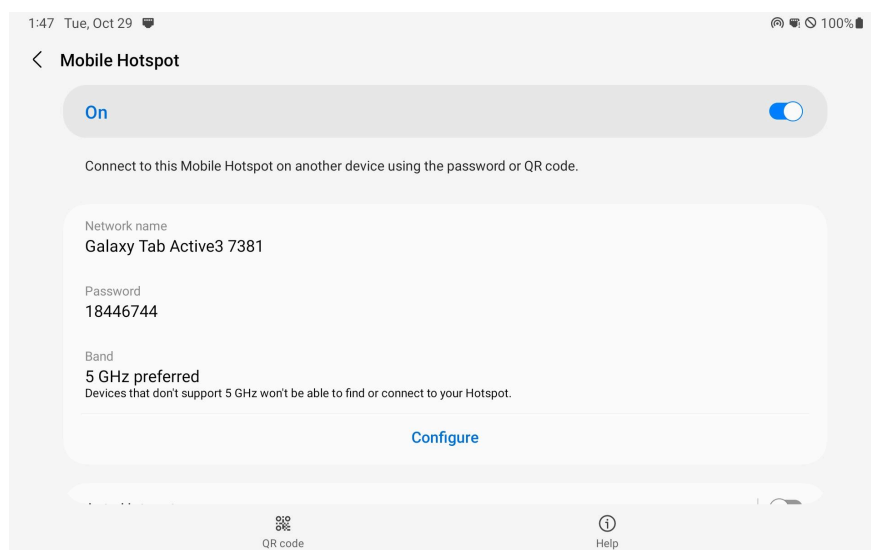 1:47 Tue, Oct 29 100%
Mobile Hotspot
On
Connect to this Mobile Hotspot on another device using the password or QR code.
Network name
Galaxy Tab Active3 7381
Password
18446744
Band
5 GHz preferred
Devices that don't support 5 GHz won't be able to find or connect to your Hotspot.
Configure
QR code
Help